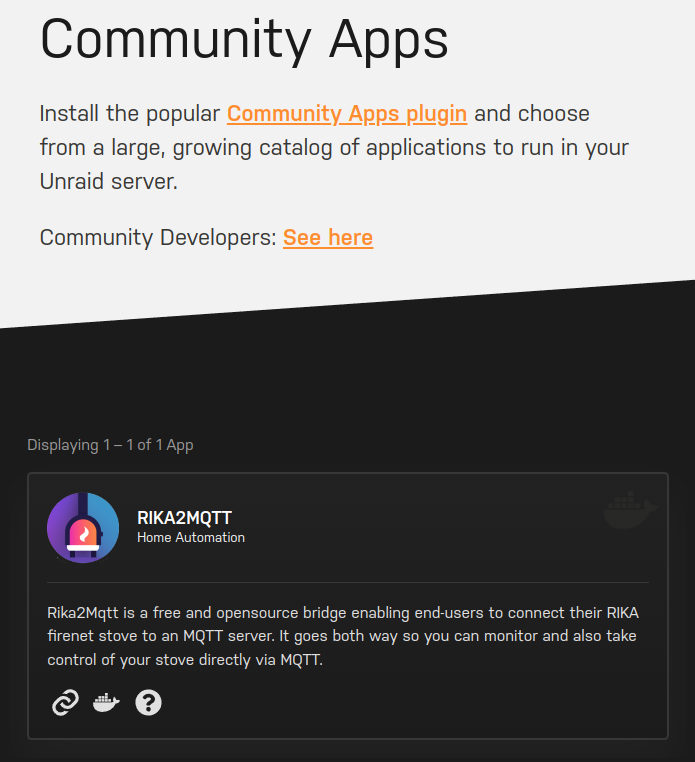 Community Apps
Install the popular Community Apps plugin and choose
from a large, growing catalog of applications to run in your
Unraid server.
Community Developers: See here
Displaying 1 – 1 of 1 App
RIKA2MQTT
Home Automation
Rika2Mqtt is a free and opensource bridge enabling end-users to connect their RIKA
firenet stove to an MQTT server. It goes both way so you can monitor and also take
control of your stove directly via MQTT.